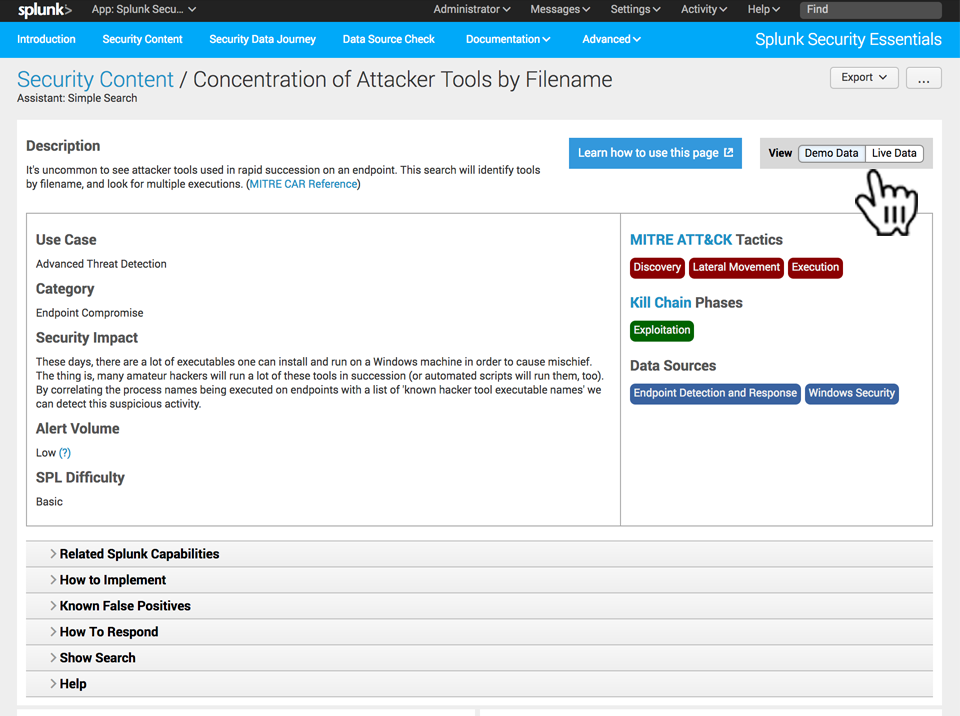 splunk> App: Splunk Secu... Administrator Messages Settings Activity Help Find
Introduction Security Content Security Data Journey Data Source Check Documentation Advanced Splunk Security Essentials
Security Content / Concentration of Attacker Tools by Filename
Export ...
Assistant: Simple Search
Description
Learn how to use this page
View Demo Data Live Data
It's uncommon to see attacker tools used in rapid succession on an endpoint. This search will identify tools
by filename, and look for multiple executions. (MITRE CAR Reference)
Use Case
Advanced Threat Detection
Category
Endpoint Compromise
Security Impact
These days, there are a lot of executables one can install and run on a Windows machine in order to cause mischief.
The thing is, many amateur hackers will run a lot of these tools in succession (or automated scripts will run them, too).
By correlating the process names being executed on endpoints with a list of 'known hacker tool executable names' we
can detect this suspicious activity.
Alert Volume
Low (?)
SPL Difficulty
Basic
MITRE ATT&CK Tactics
Discovery Lateral Movement Execution
Kill Chain Phases
Exploitation
Data Sources
Endpoint Detection and Response Windows Security
Related Splunk Capabilities
How to Implement
Known False Positives
How To Respond
Show Search
Help